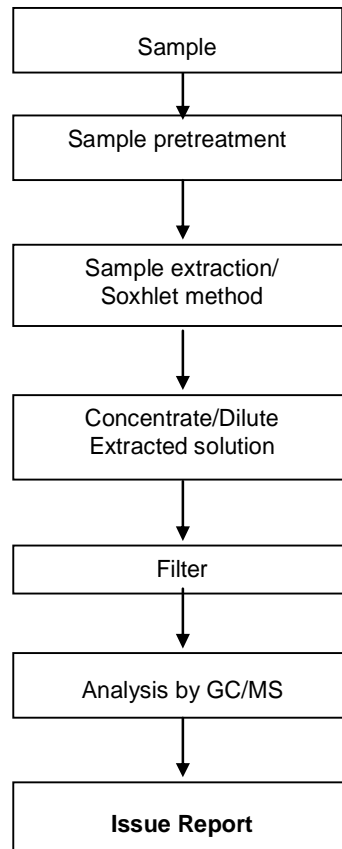 Sample
Sample pretreatment
Sample extraction/
Soxhlet method
Concentrate/Dilute
Extracted solution
Filter
Analysis by GC/MS
Issue Report